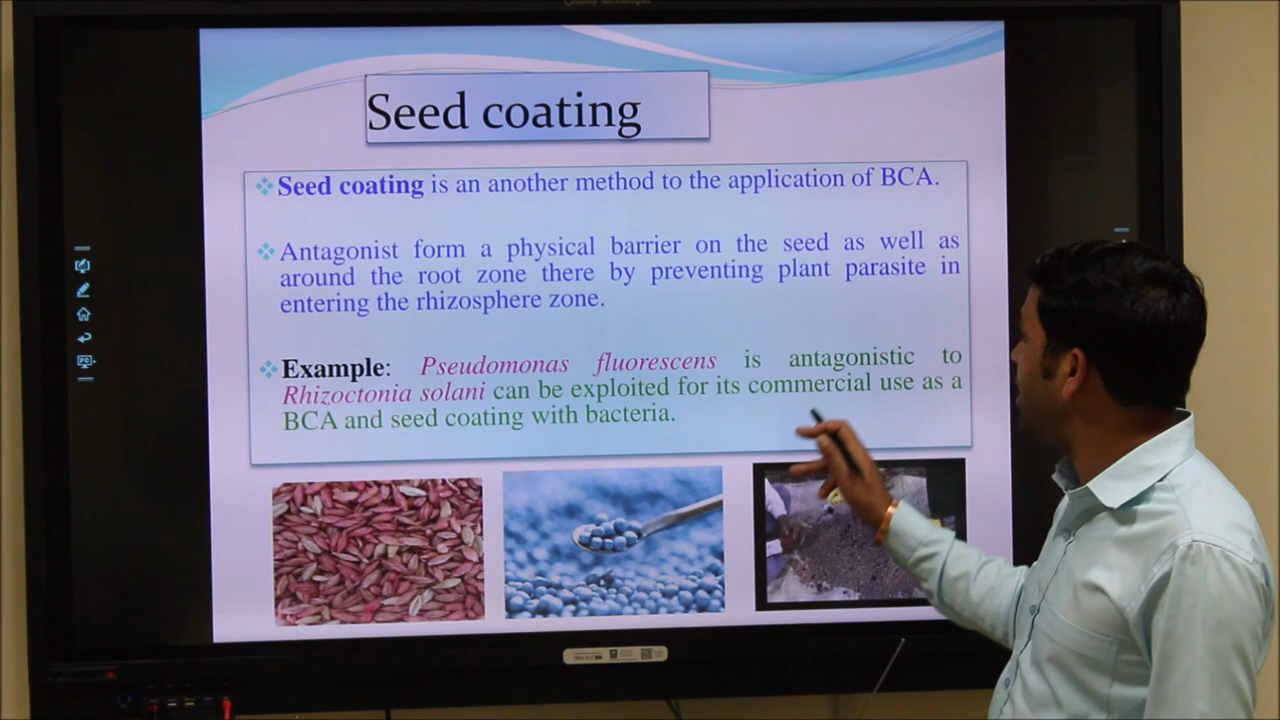 Seed coating
Seed coating is an another method to the application of BCA.
Antagonist form a physical barrier on the seed as well as
around the root zone there by preventing plant parasite in
entering the rhizosphere zone.
Example: Pseudomonas fluorescens is antagonistic to
Rhizoctonia solani can be exploited for its commercial use as a
BCA and seed coating with bacteria.